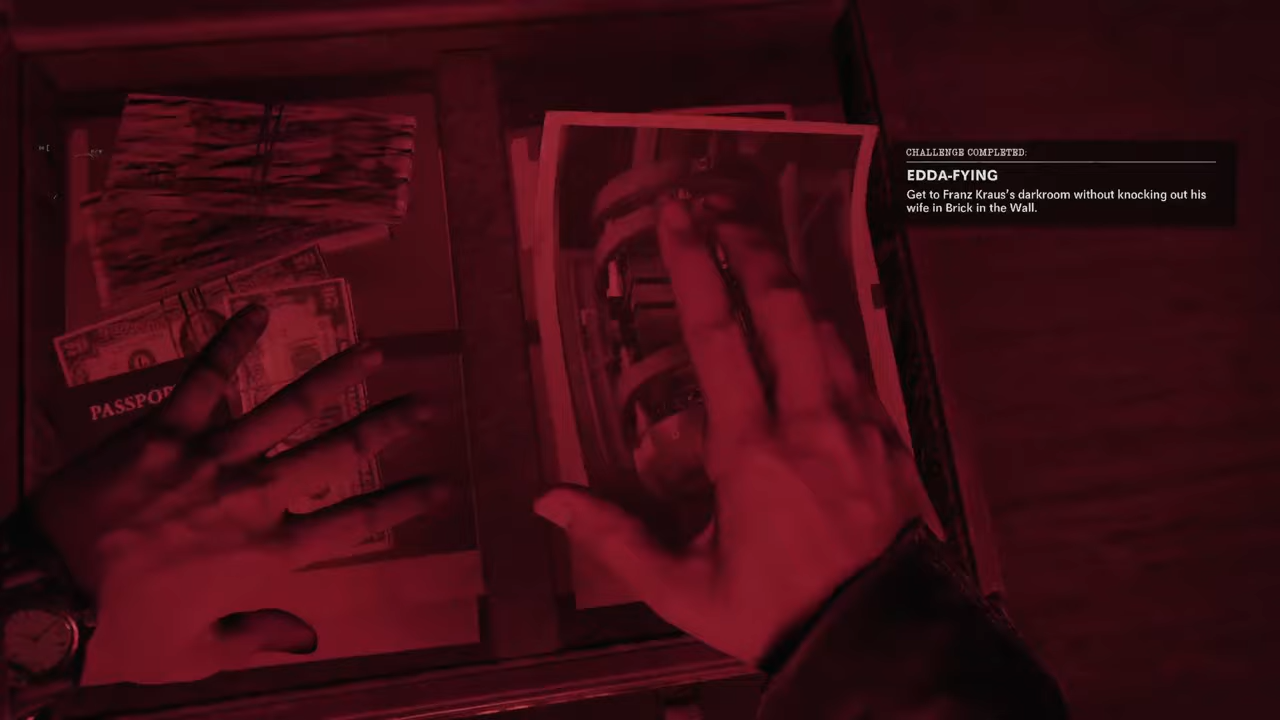 CHALLENGE COMPLETED:
EDDA-FYING
Get to Franz Kraus's darkroom without knocking out his
wife in Brick in the Wall.